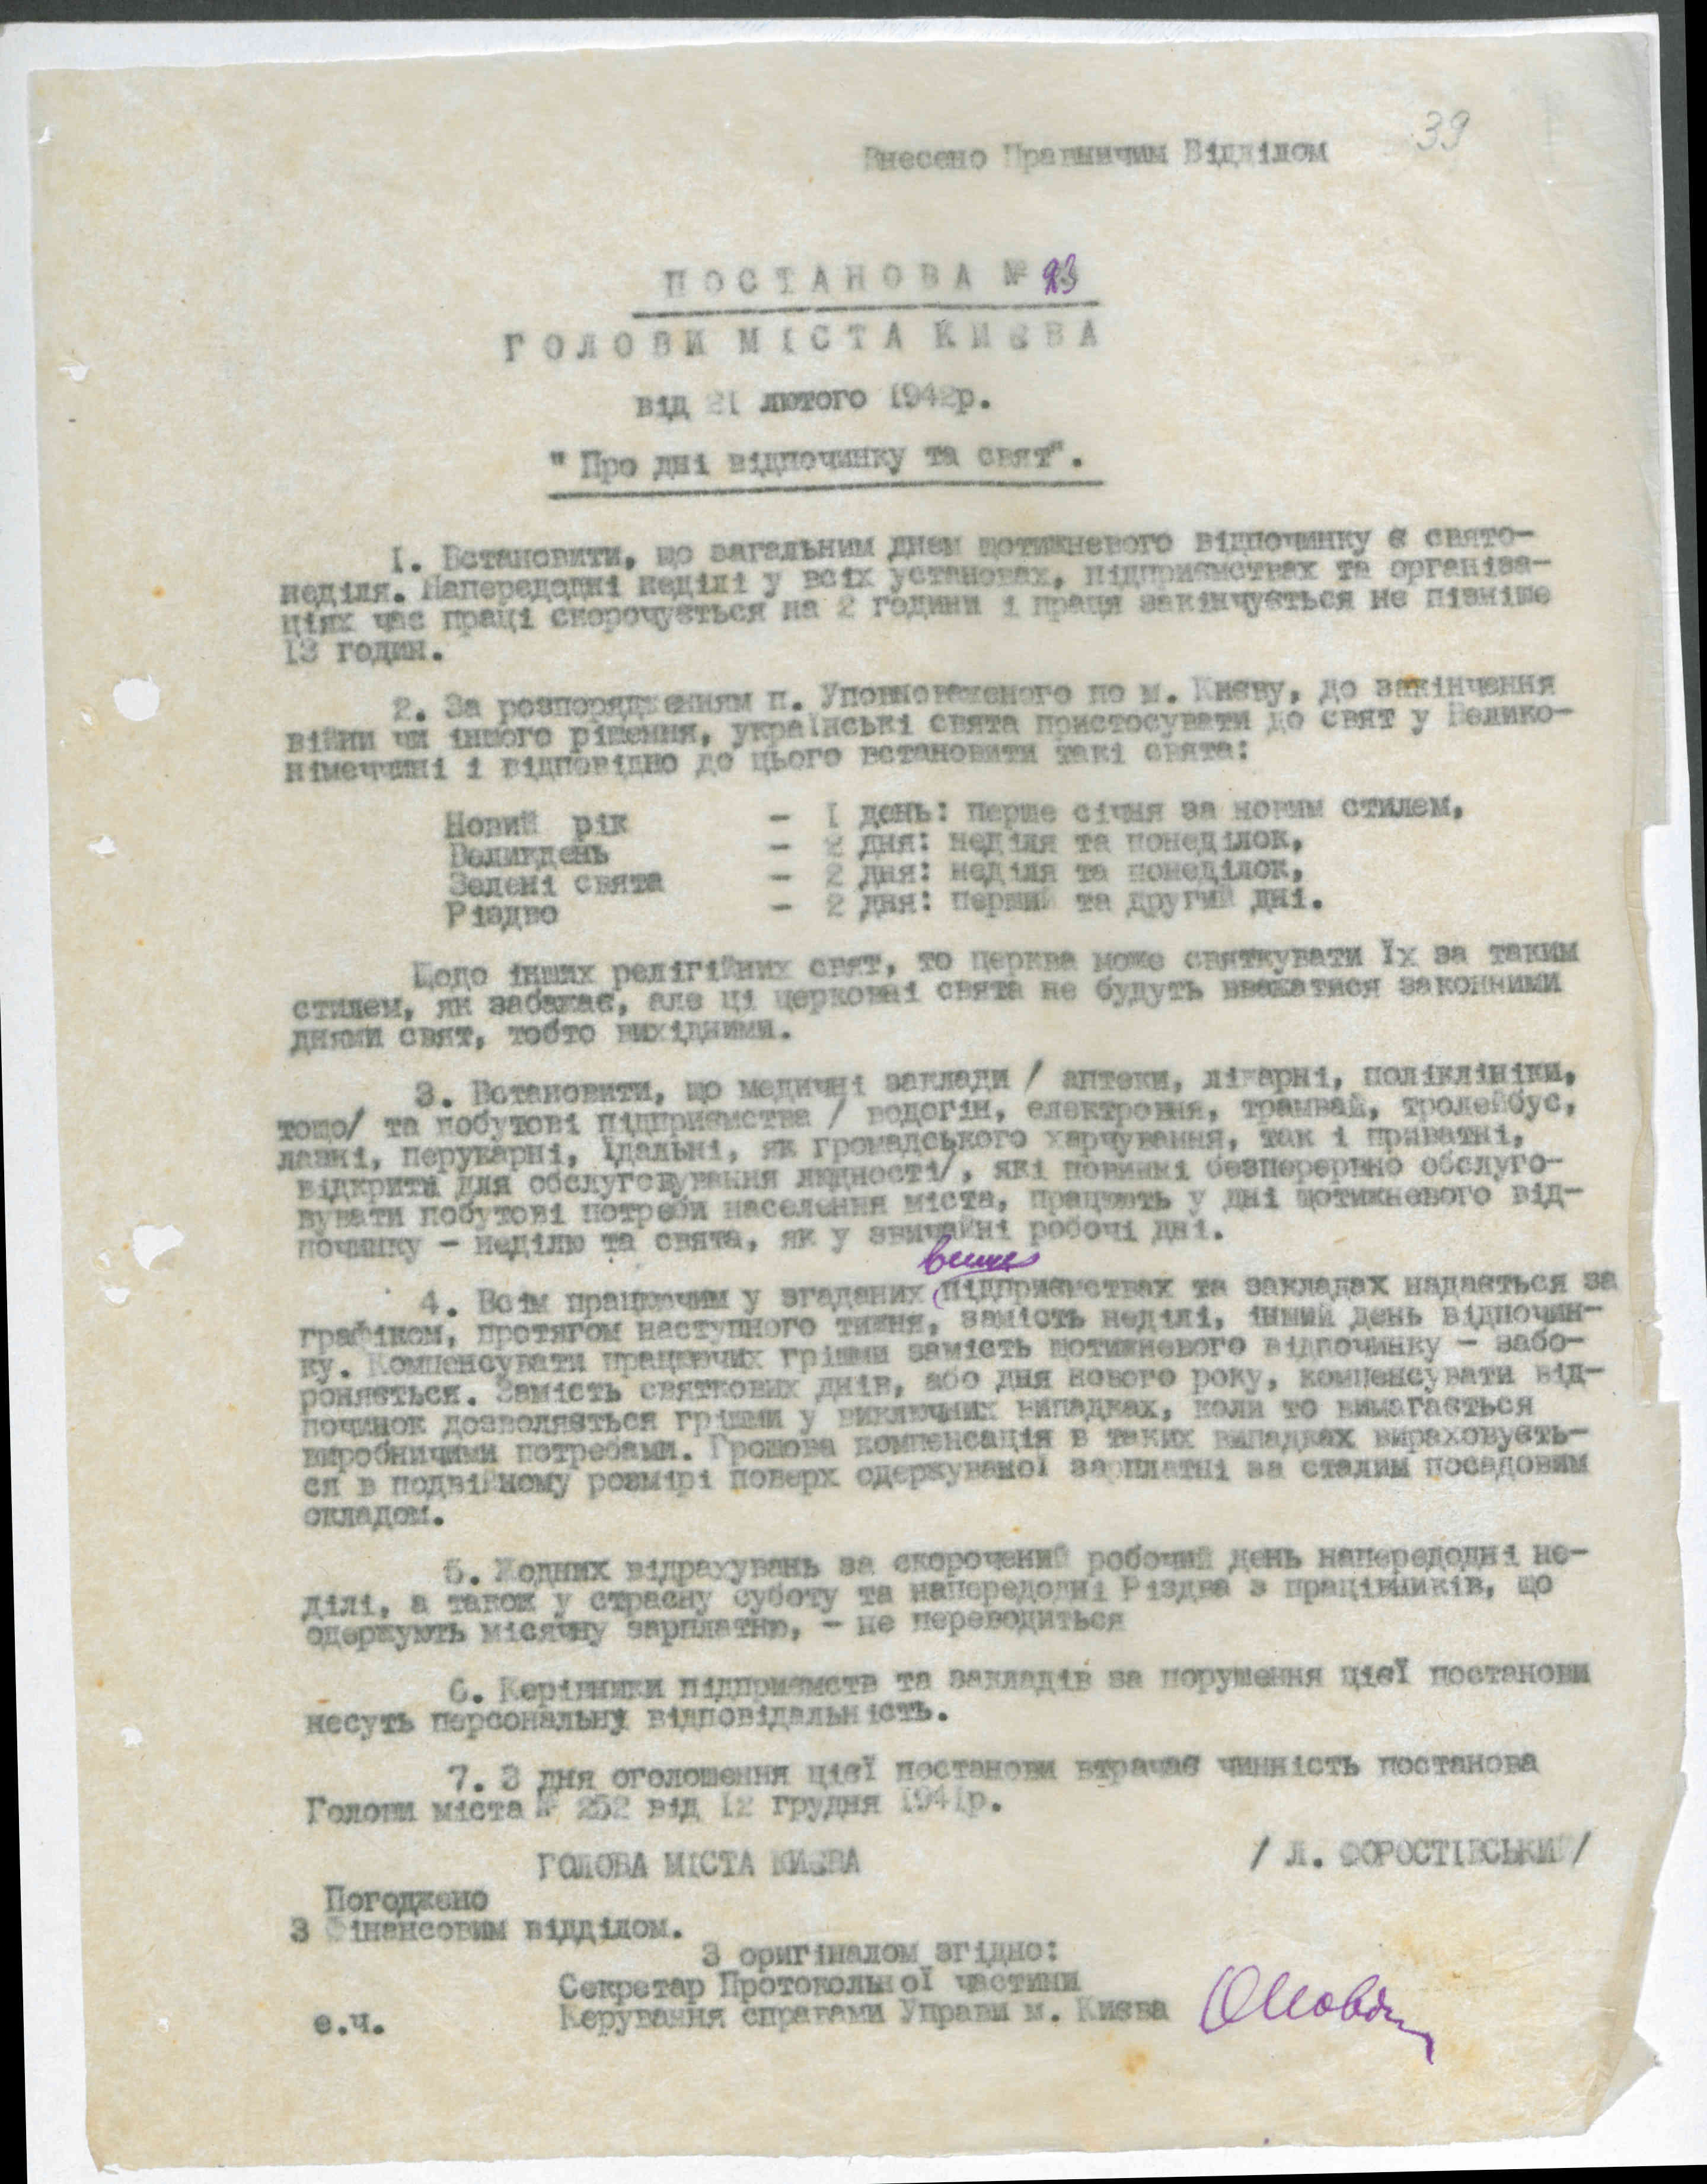 39
Внесено Правничим Відділом
ПОСТАНОВА № 23
ГОЛОВИ МІСТА КИЄВА
від 21 лютого 1942р.
"Про дні відпочинку та свят".
1. Встановити, що загальним днем щотижневого відпочинку є свято-
неділя. Напередодні неділі у всіх установах, підприємствах та організа-
ціях час праці скорочується на 2 години і праця закінчується не пізніше
13 годин.
2. За розпорядженням п. Уповноваженого по м. Києву, до закінчення
війни чи іншого рішення, українські свята пристосувати до свят у Велико-
німеччині і відповідно до цього встановити такі свята:
Новий рік - 1 день: перше січня за новим стилем,
Великдень - 2 дня: неділя та понеділок,
Зелені свята - 2 дня: неділя та понеділок,
Різдво - 2 дня: перший та другий дні.
Щодо інших релігійних свят, то церква може святкувати їх за таким
стилем, як забажає, але ці церковні свята не будуть вважатися законними
днями свят, тобто вихідними.
3. Встановити, що медичні заклади / аптеки, лікарні, поліклініки,
тощо/ та побутові підприємства / водогін, електровня, трамвай, тролейбус,
лавні, перукарні, їдальні, як громадського харчування, так і приватні,
відкриті для обслуговування людності/, які повинні безперервно обслуго-
вувати побутові потреби населення міста, працюють у дні щотижневого від-
починку - неділю та свята, як у звичайні робочі дні.
вище
4. Всім працюючим у згаданих підприємствах та закладах надається за
графіком, протягом наступного тижня, замість неділі, інший день відпочин-
ку. Компенсувати працюючих грішми замість щотижневого відпочинку - забо-
роняється. Замість святкових днів, або дня нового року, компенсувати від-
починок дозволяється грішми у виключних випадках, коли то вимагається
виробничими потребами. Грошова компенсація в таких випадках вираховуєть-
ся в подвійному розмірі поверх одержуваної зарплатні за сталим посадовим
окладом.
5. Жодних відрахувань за скорочений робочий день напередодні не-
ділі, а також у страсну суботу та напередодні Різдва з працівників, що
одержують місячну зарплатню, - не переводиться
6. Керівники підприємств та закладів за порушення цієї постанови
несуть персональну відповідальність.
7. З дня оголошення цієї постанови втрачає чинність постанова
Голови міста № 252 від 12 грудня 1941р.
ГОЛОВА МІСТА КИЄВА / Л. ФОРОСТІВСЬКИЙ/
Погоджено
З Фінансовим відділом.
З оригіналом згідно:
Секретар Протокольної частини
Керування справами Управи м. Києва
е.ч.